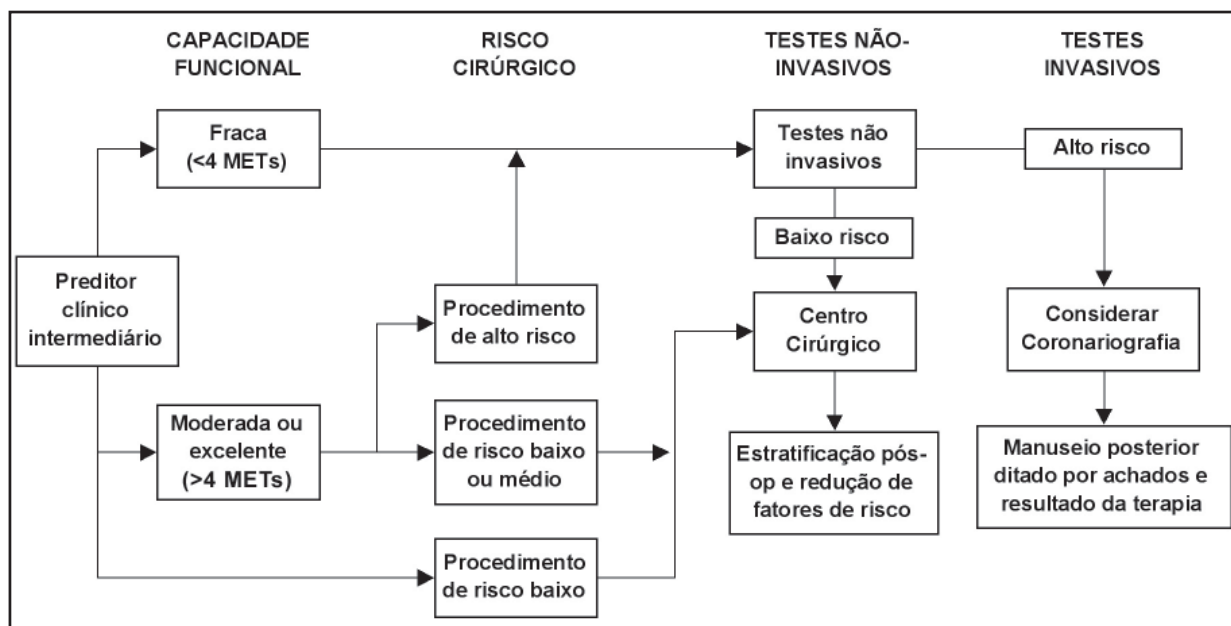 CAPACIDADE
FUNCIONAL
RISCO
CIRÚRGICO
TESTES NÃO-
INVASIVOS
TESTES
INVASIVOS
Fraca
(<4 METs)
Testes não
invasivos
Alto risco
Baixo risco
Preditor
clínico
intermediário
Procedimento
de alto risco
Centro
Cirúrgico
Considerar
Coronariografia
Moderada ou
excelente
(>4 METs)
Procedimento
de risco baixo
ou médio
Estratificação pós-
op e redução de
fatores de risco
Manuseio posterior
ditado por achados e
resultado da terapia
Procedimento
de risco baixo